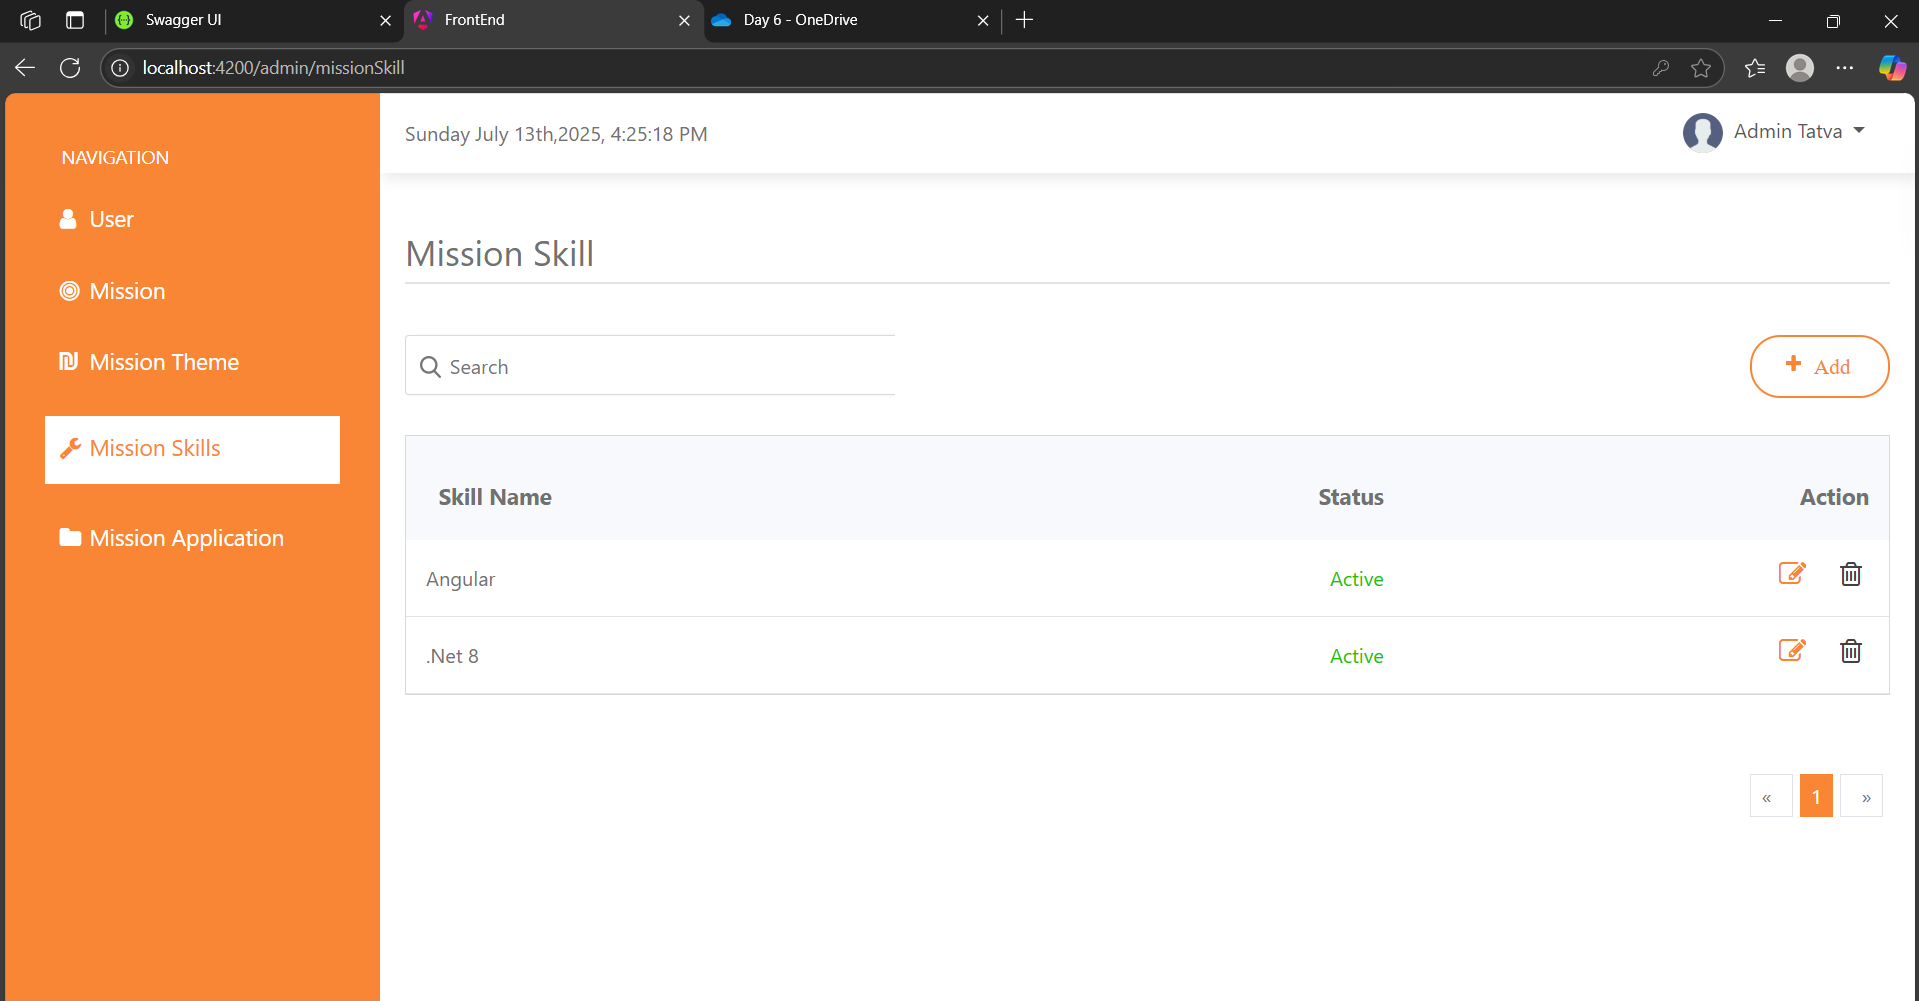 Swagger UI
FrontEnd
Day 6 - OneDrive
localhost:4200/admin/missionSkill
NAVIGATION
User
Mission
Mission Theme
Mission Skills
Mission Application
Sunday July 13th,2025, 4:25:18 PM
Admin Tatva
Mission Skill
Search
Add
Skill Name Status Action
Angular Active
.Net 8 Active
« 1 »